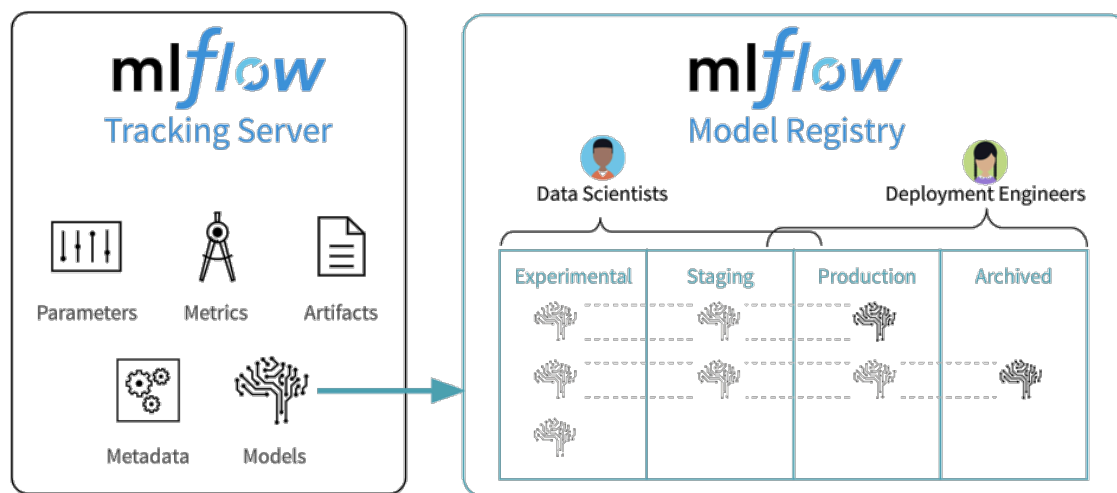 mlflow
Tracking Server
Parameters
Metrics
Artifacts
Metadata
Models
mlflow
Model Registry
Data Scientists
Deployment Engineers
Experimental
Staging
Production
Archived